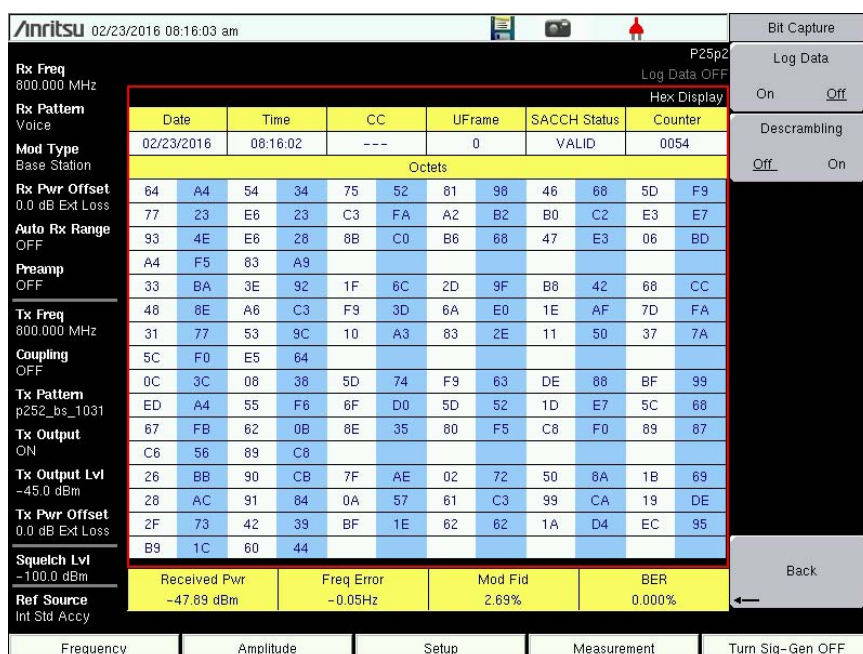 Anritsu 02/23/2016 08:16:03 am
Bit Capture
Rx Freq
800.000 MHz
Rx Pattern
Voice
Mod Type
Base Station
Rx Pwr Offset
0.0 dB Ext Loss
Auto Rx Range
OFF
Preamp
OFF
Tx Freq
800.000 MHz
Coupling
OFF
Tx Pattern
p252_bs_1031
Tx Output
ON
Tx Output Lvl
-45.0 dBm
Tx Pwr Offset
0.0 dB Ext Loss
Squelch Lvl
-100.0 dBm
Ref Source
Int Std Accy
P25p2
Log Data OFF
Hex Display
Date Time CC UFrame SACCH Status Counter
02/23/2016 08:16:02 --- 0 VALID 0054
Octets
64 A4 54 34 75 52 81 98 46 68 5D F9
77 23 E6 23 C3 FA A2 B2 B0 C2 E3 E7
93 4E E6 28 8B C0 B6 68 47 E3 06 BD
A4 F5 83 A9
33 BA 3E 92 1F 6C 2D 9F B8 42 68 CC
48 8E A6 C3 F9 3D 6A E0 1E AF 7D FA
31 77 53 9C 10 A3 83 2E 11 50 37 7A
5C F0 E5 64
0C 3C 08 38 5D 74 F9 63 DE 88 BF 99
ED A4 55 F6 6F D0 5D 52 1D E7 5C 68
67 FB 62 0B 8E 35 80 F5 C8 F0 89 87
C6 56 89 C8
26 BB 90 CB 7F AE 02 72 50 8A 1B 69
28 AC 91 84 0A 57 61 C3 99 CA 19 DE
2F 73 42 39 BF 1E 62 62 1A D4 EC 95
B9 1C 60 44
Received Pwr Freq Error Mod Fid BER
-47.89 dBm -0.05Hz 2.69% 0.000%
Log Data
On Off
Descrambling
Off On
Back
Frequency Amplitude Setup Measurement Turn Sig-Gen OFF